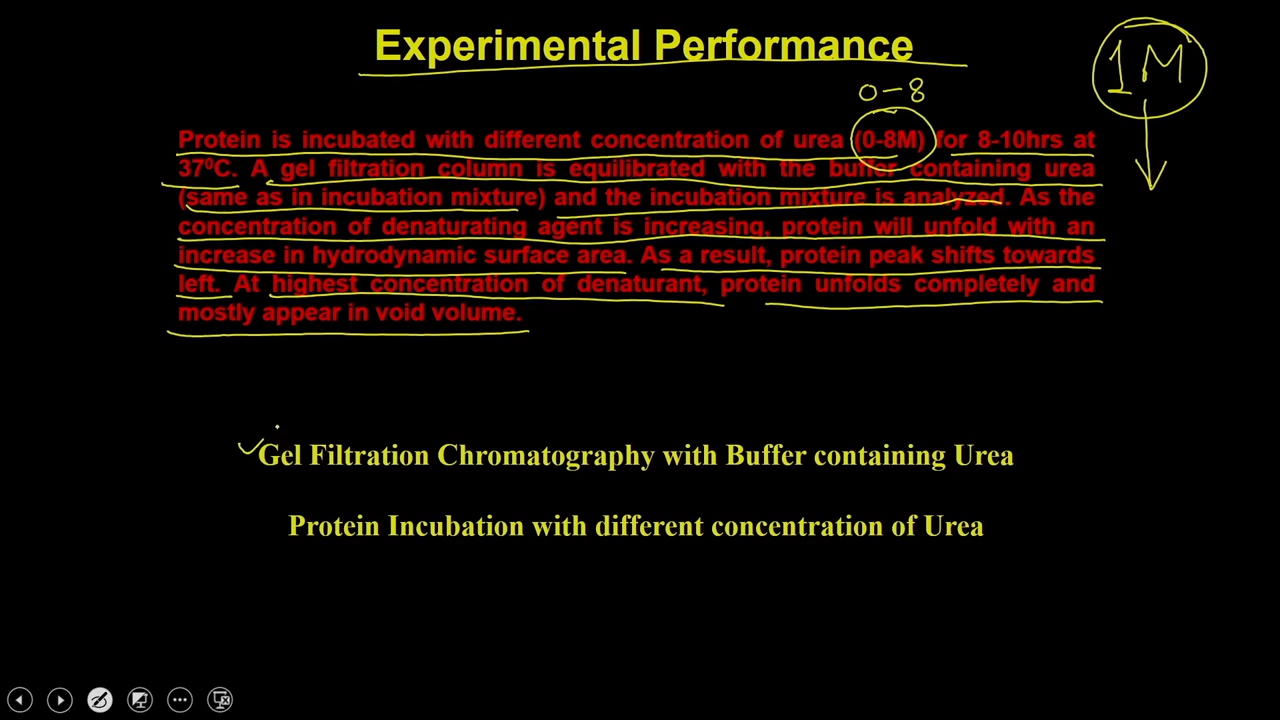 Experimental Performance
1M
0-8
Protein is incubated with different concentration of urea (0-8M) for 8-10hrs at
37⁰C. A gel filtration column is equilibrated with the buffer containing urea
(same as in incubation mixture) and the incubation mixture is analyzed. As the
concentration of denaturating agent is increasing, protein will unfold with an
increase in hydrodynamic surface area. As a result, protein peak shifts towards
left. At highest concentration of denaturant, protein unfolds completely and
mostly appear in void volume.
Gel Filtration Chromatography with Buffer containing Urea
Protein Incubation with different concentration of Urea